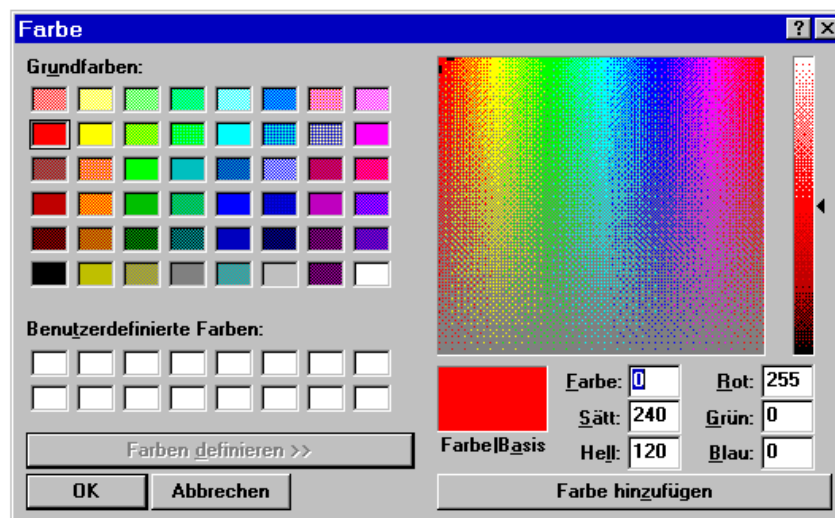 Farbe
Grundfarben:
Benutzerdefinierte Farben:
Farben definieren >>
OK Abbrechen
Farbe|Basis
Farbe: 0 Rot: 255
Sätt: 240 Grün: 0
Hell: 120 Blau: 0
Farbe hinzufügen